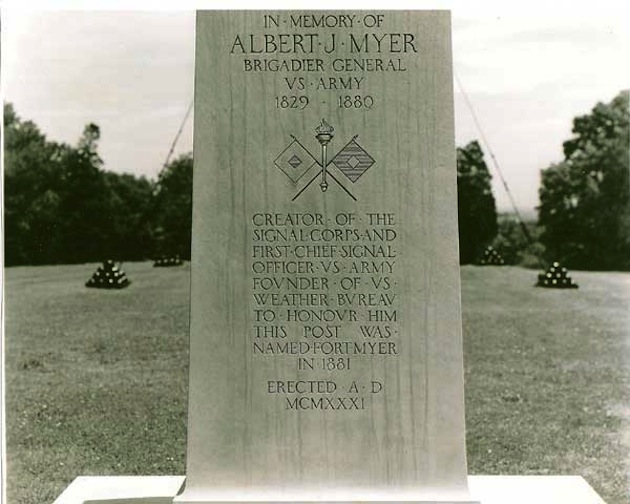 IN · MEMORY · OF
ALBERT · J · MYER
BRIGADIER GENERAL
VS · ARMY
1829 - 1880
CREATOR · OF · THE
SIGNAL · CORPS · AND
FIRST · CHIEF · SIGNAL
OFFICER · VS · ARMY
FOVNDER · OF · VS ·
WEATHER · BVREAV
TO · HONOVR · HIM
THIS POST WAS ·
NAMED · FORT MYER
IN · 1881
ERECTED · A · D
MCMXXXI